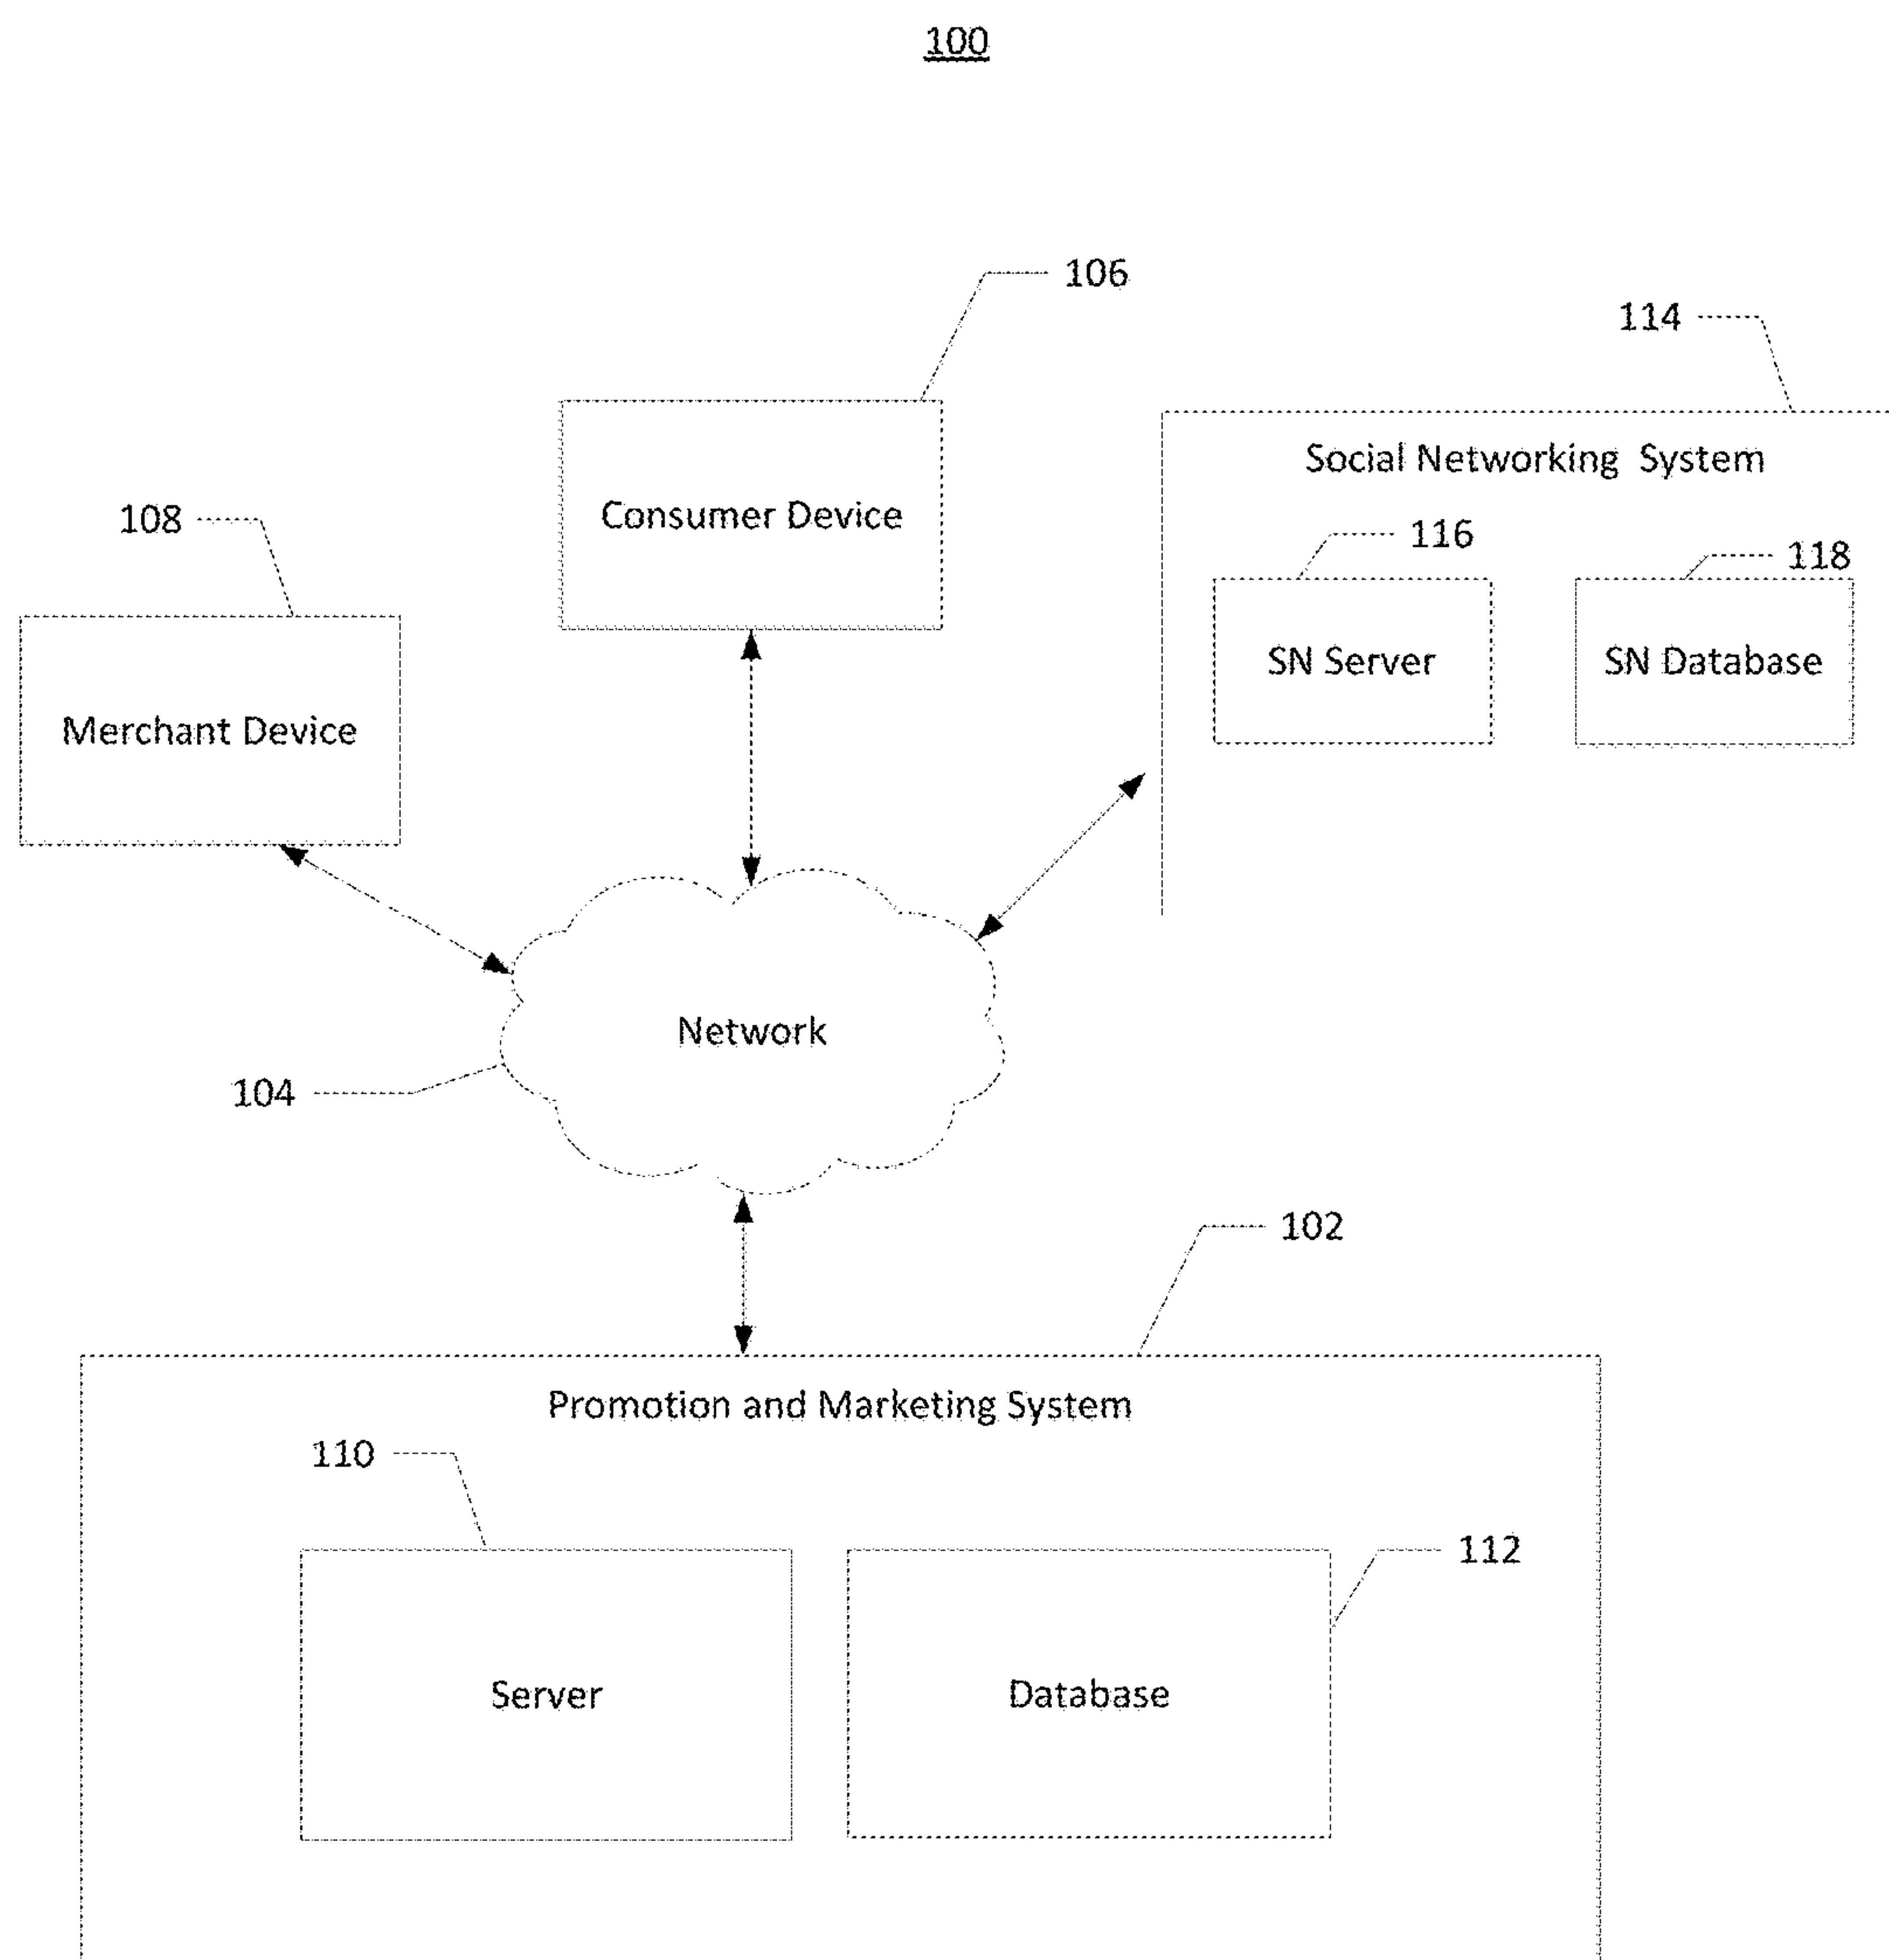 100
106
114
Social Networking System
108
Consumer Device
116
118
SN Server
SN Database
Merchant Device
Network
104
102
Promotion and Marketing System
110
112
Server
Database